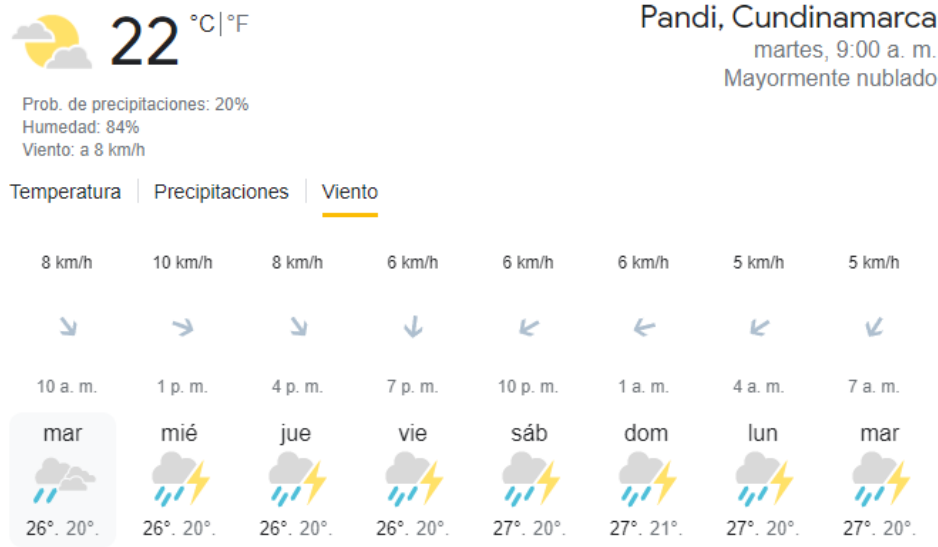 22 °C|°F
Pandi, Cundinamarca
martes, 9:00 a. m.
Mayormente nublado
Prob. de precipitaciones: 20%
Humedad: 84%
Viento: a 8 km/h
Temperatura Precipitaciones Viento
8 km/h 10 km/h 8 km/h 6 km/h 6 km/h 6 km/h 5 km/h 5 km/h
10 a. m. 1 p. m. 4 p. m. 7 p. m. 10 p. m. 1 a. m. 4 a. m. 7 a. m.
mar mié jue vie sáb dom lun mar
26°. 20°. 26°. 20°. 26°. 20°. 26°. 20°. 27°. 20°. 27°. 21°. 27°. 20°. 27°. 20°.